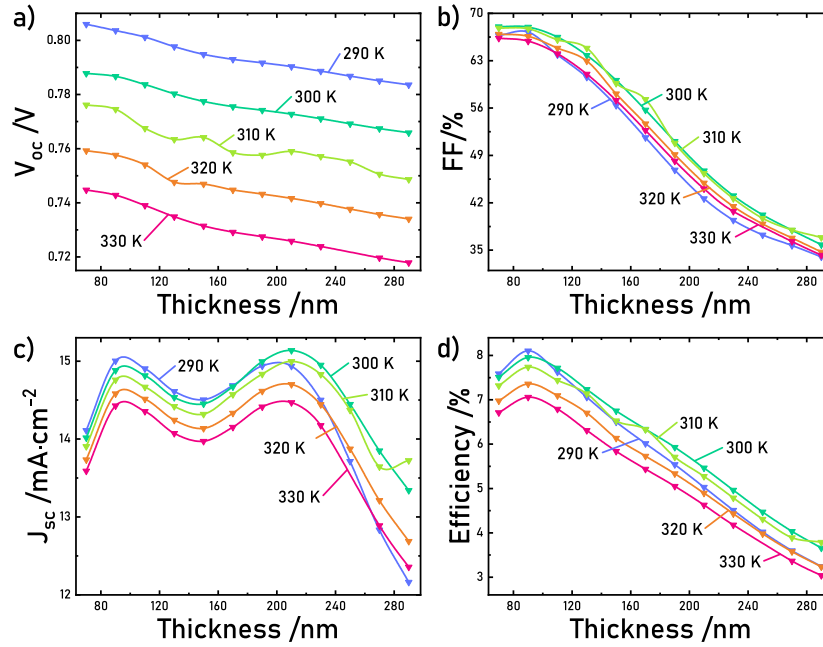 a)
0.80
0.78
0.76
0.74
0.72
V_oc /V
290 K
300 K
310 K
320 K
330 K
80 120 160 200 240 280
Thickness /nm
b)
70
63
56
49
42
35
FF/%
290 K
300 K
310 K
320 K
330 K
80 120 160 200 240 280
Thickness /nm
c)
15
14
13
12
J_sc /mA·cm−2
290 K
300 K
310 K
320 K
330 K
80 120 160 200 240 280
Thickness /nm
d)
8
7
6
5
4
3
Efficiency /%
310 K
300 K
290 K
320 K
330 K
80 120 160 200 240 280
Thickness /nm